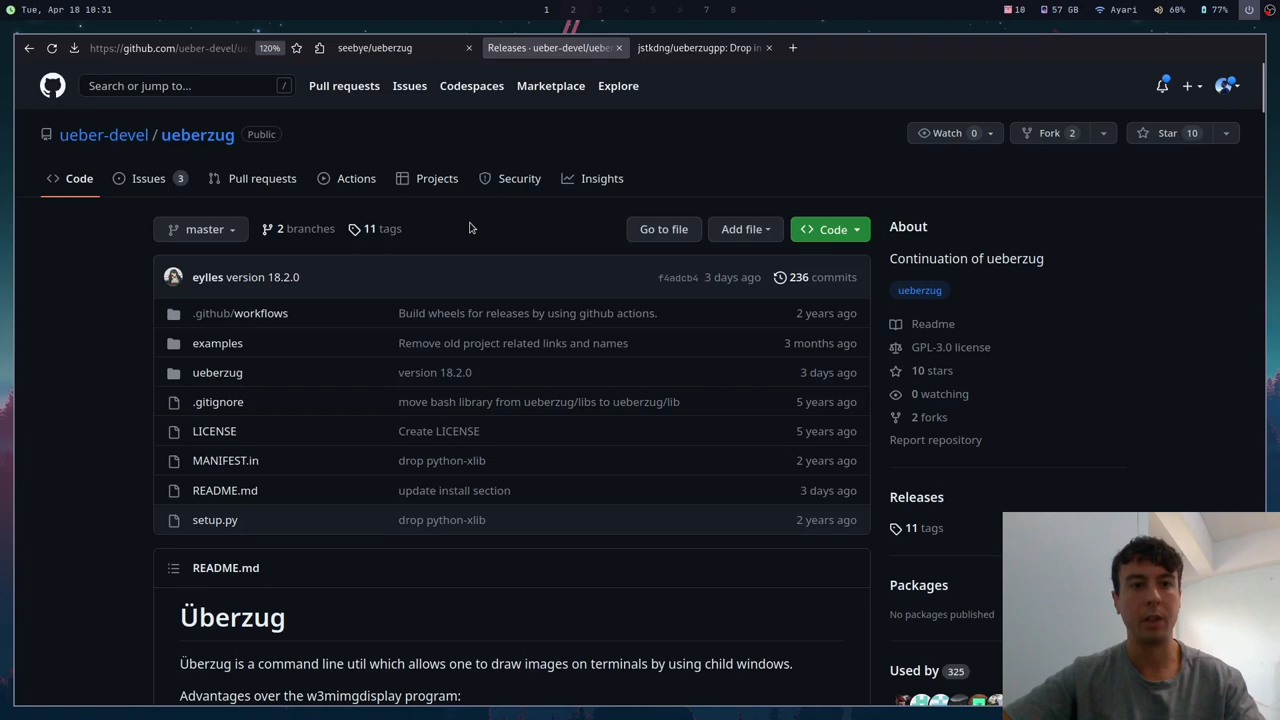 Tue, Apr 18 10:31
1 2 3 4 5 6 7 8
10 57 GB Ayari 60% 77%
https://github.com/ueber-devel/ue 120% seebye/ueberzug Releases · ueber-devel/ueber jstkdng/ueberzugpp: Drop in
Search or jump to... / Pull requests Issues Codespaces Marketplace Explore
ueber-devel / ueberzug Public Watch 0 Fork 2 Star 10
Code Issues 3 Pull requests Actions Projects Security Insights
master 2 branches 11 tags Go to file Add file Code
About
Continuation of ueberzug
ueberzug
eylles version 18.2.0 f4adcb4 3 days ago 236 commits
.github/workflows Build wheels for releases by using github actions. 2 years ago
examples Remove old project related links and names 3 months ago
ueberzug version 18.2.0 3 days ago
.gitignore move bash library from ueberzug/libs to ueberzug/lib 5 years ago
LICENSE Create LICENSE 5 years ago
MANIFEST.in drop python-xlib 2 years ago
README.md update install section 3 days ago
setup.py drop python-xlib 2 years ago
Readme
GPL-3.0 license
10 stars
0 watching
2 forks
Report repository
Releases
11 tags
Packages
No packages published
Used by 325
README.md
Überzug
Überzug is a command line util which allows one to draw images on terminals by using child windows.
Advantages over the w3mimgdisplay program: